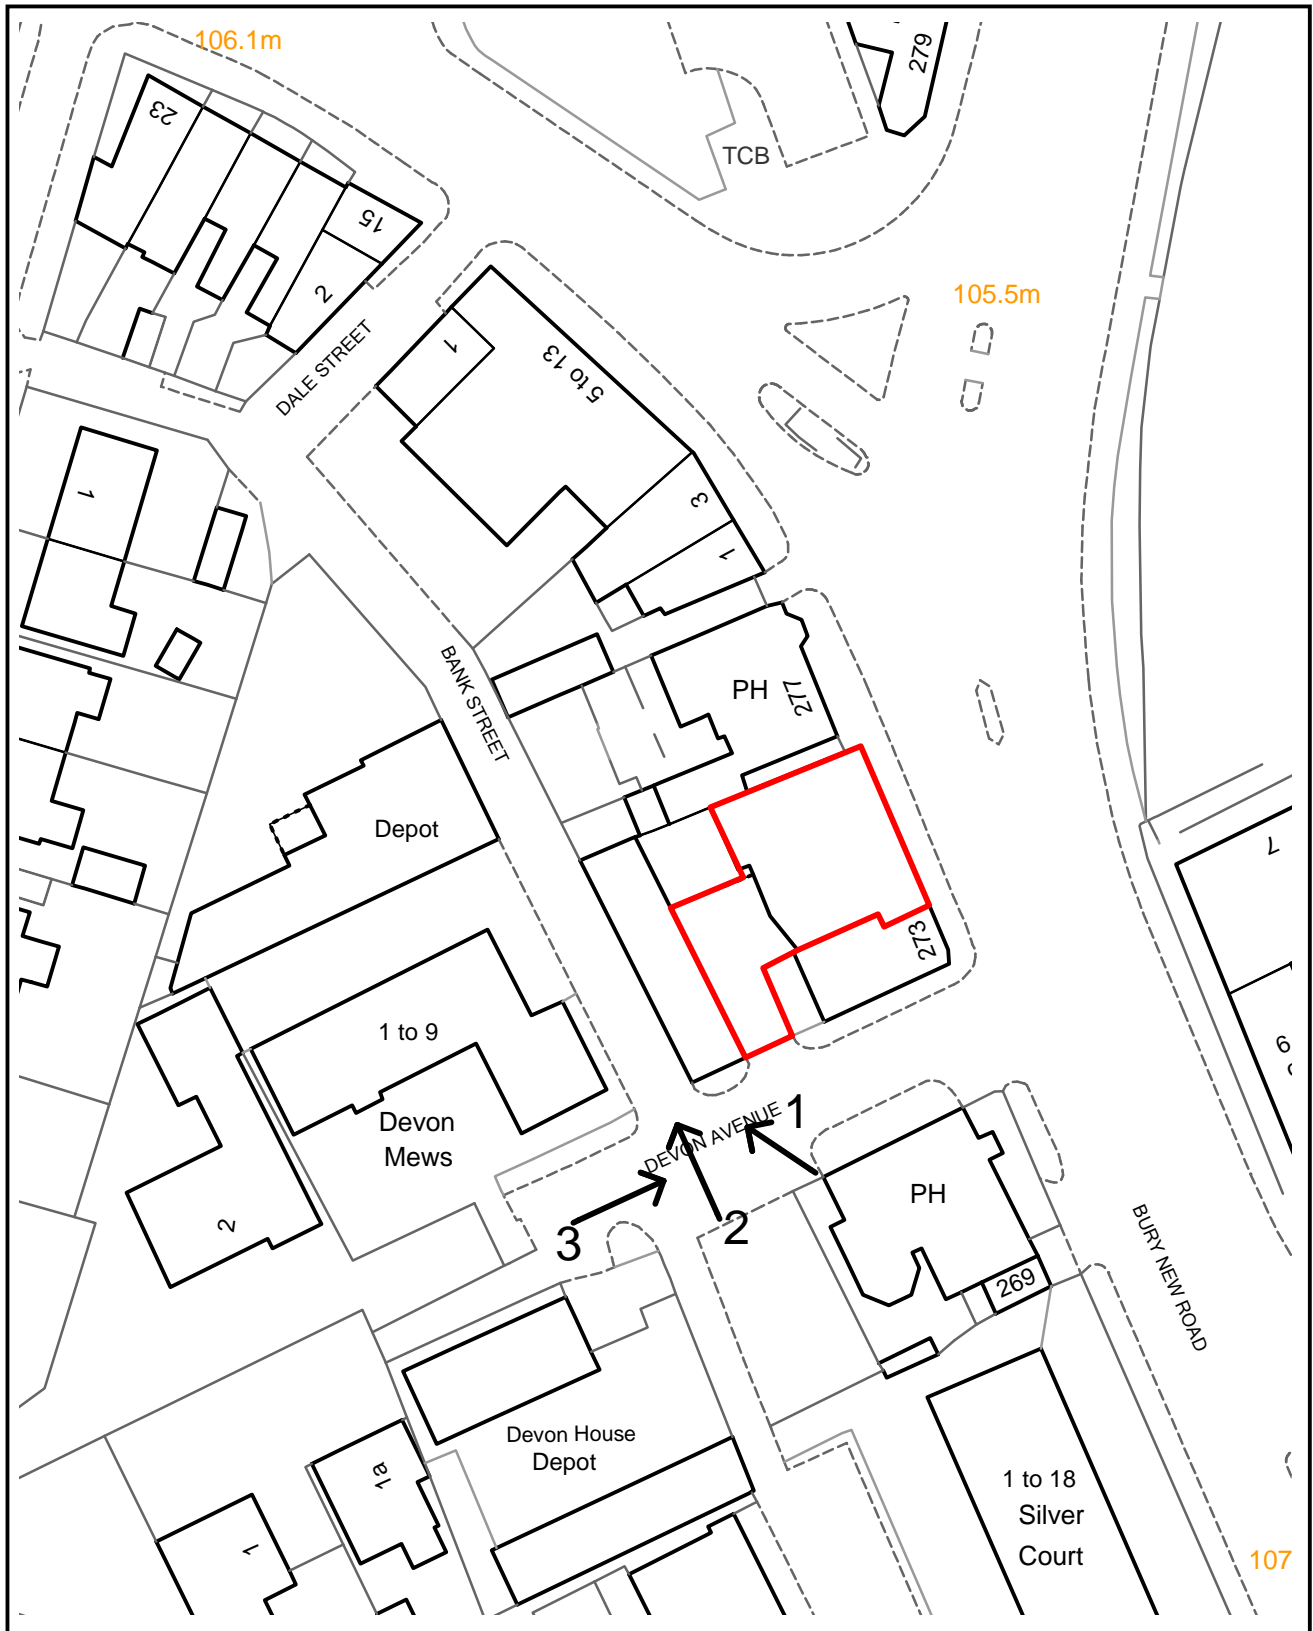 106.1m
279
23
TCB
15
2
105.5m
DALE STREET
1
5 to 13
1
3
1
BANK STREET
PH
277
Depot
7
273
1 to 9
9
Devon
Mews
DEVON AVENUE
1
2
PH
2
3
BURY NEW ROAD
269
Devon House
Depot
1a
1 to 18
Silver
Court
1
107